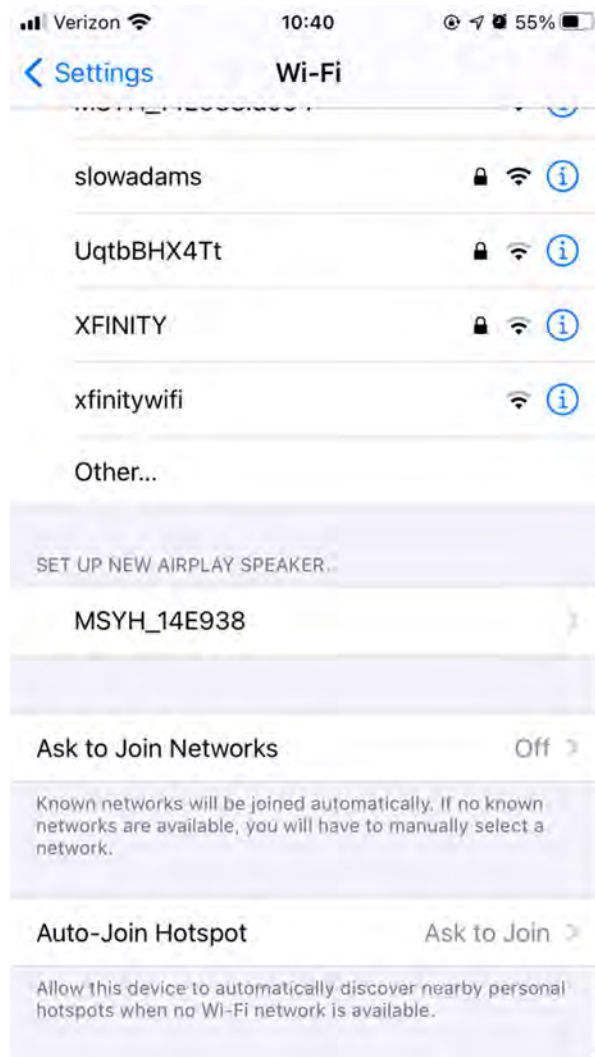 Verizon 10:40 55%
Settings Wi-Fi
slowadams
UqtbBHX4Tt
XFINITY
xfinitywifi
Other...
SET UP NEW AIRPLAY SPEAKER...
MSYH_14E938
Ask to Join Networks Off
Known networks will be joined automatically. If no known
networks are available, you will have to manually select a
network.
Auto-Join Hotspot Ask to Join
Allow this device to automatically discover nearby personal
hotspots when no Wi-Fi network is available.